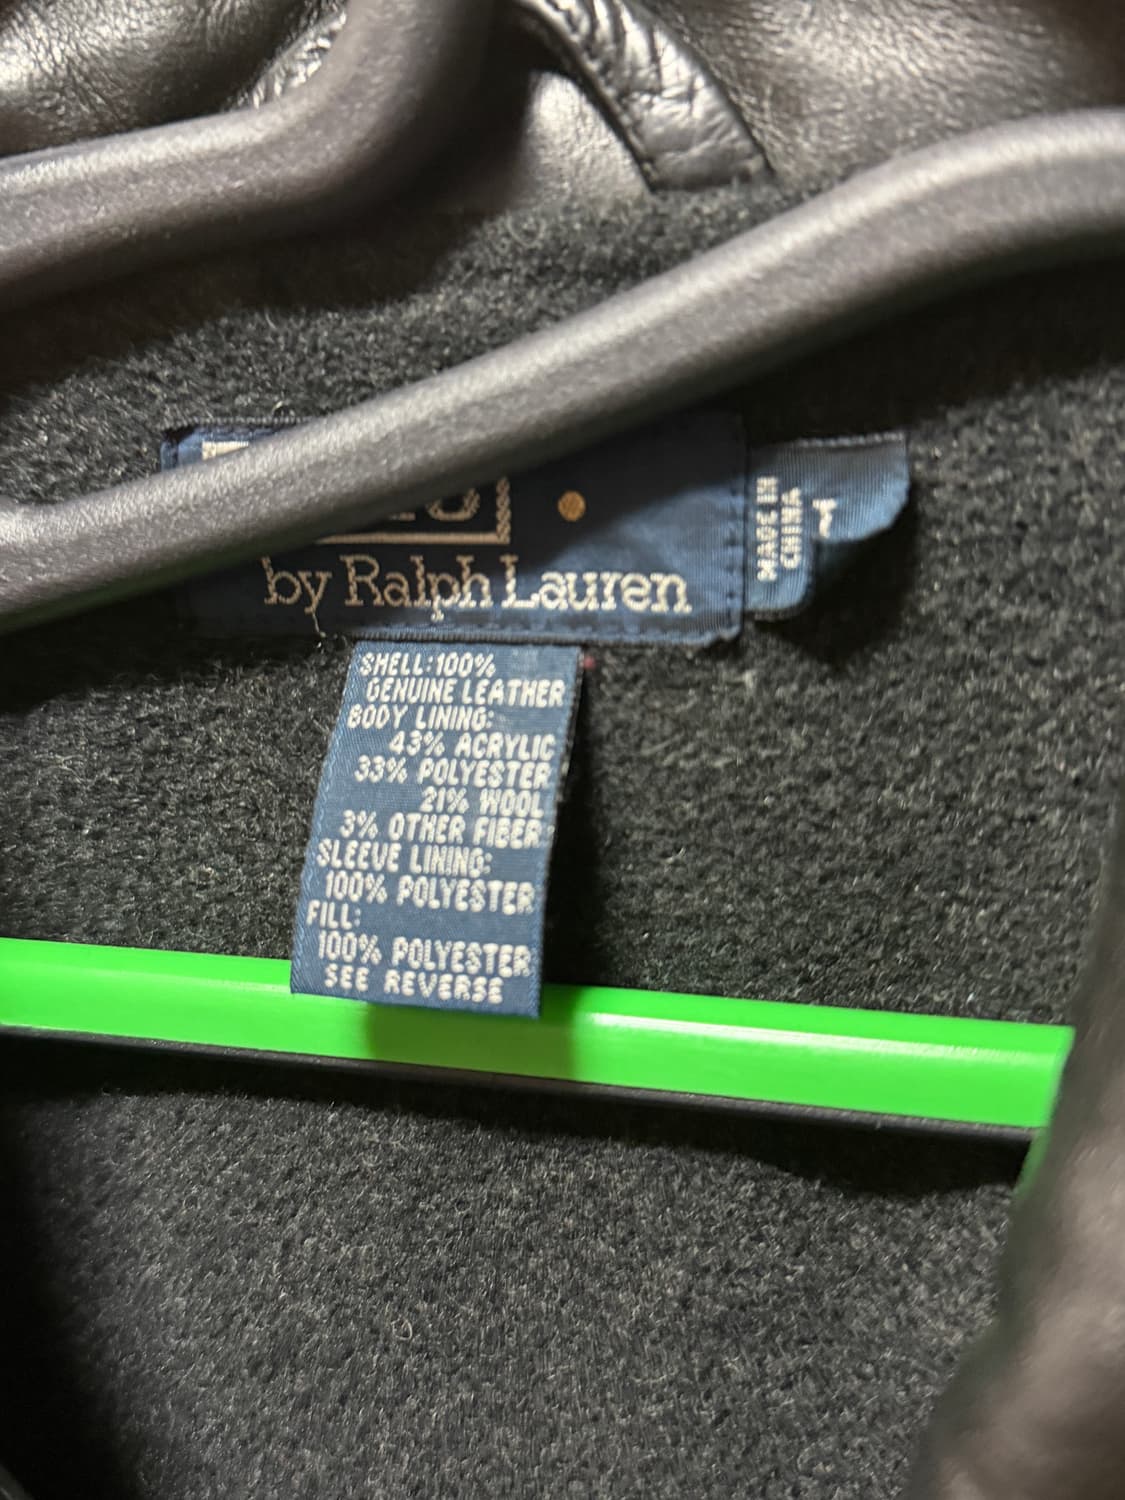 by Ralph Lauren
MADE IN
CHINA
SHELL:100%
GENUINE LEATHER
BODY LINING:
43% ACRYLIC
33% POLYESTER
21% WOOL
3% OTHER FIBER
SLEEVE LINING:
100% POLYESTER
FILL:
100% POLYESTER
SEE REVERSE